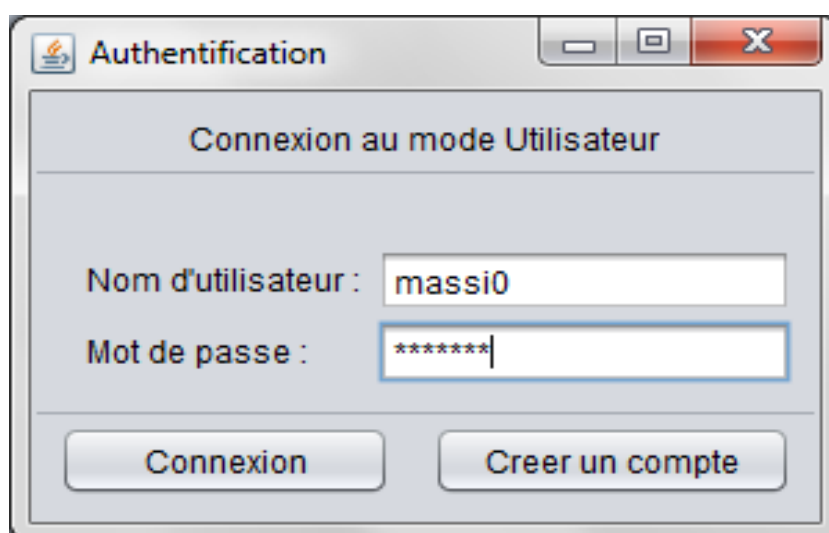 Authentification
Connexion au mode Utilisateur
Nom d'utilisateur : massi0
Mot de passe : *******
Connexion Creer un compte